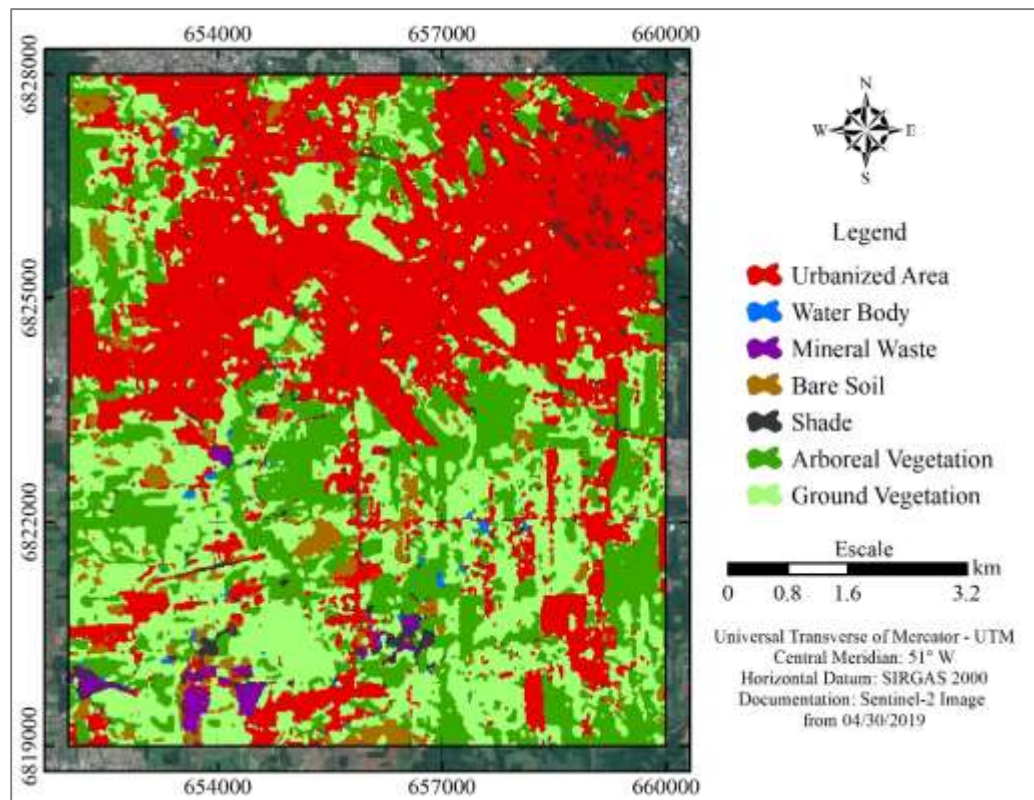 654000 657000 660000
6828000
6825000
6822000
6819000
654000 657000 660000
N
W E
S
Legend
Urbanized Area
Water Body
Mineral Waste
Bare Soil
Shade
Arboreal Vegetation
Ground Vegetation
Escale
km
0 0.8 1.6 3.2
Universal Transverse of Mercator - UTM
Central Meridian: 51° W
Horizontal Datum: SIRGAS 2000
Documentation: Sentinel-2 Image
from 04/30/2019